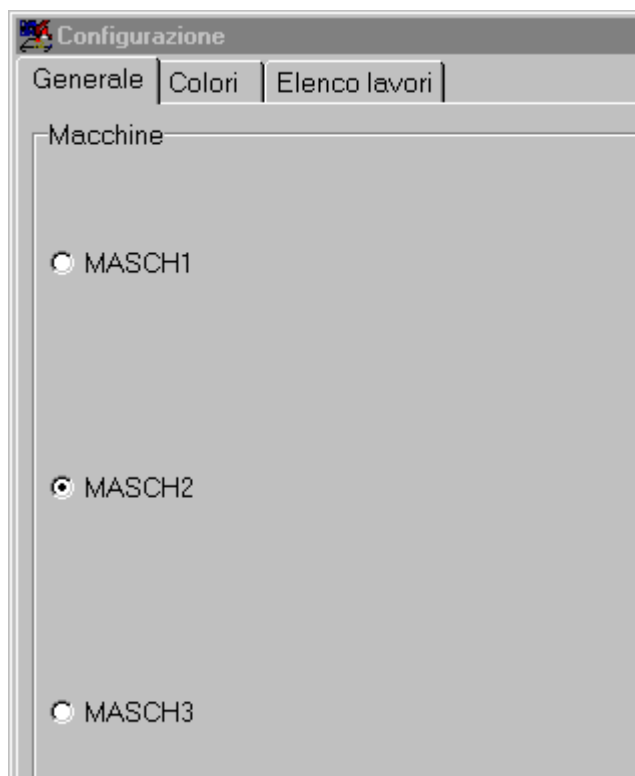 Configurazione
Generale Colori Elenco lavori
Macchine
MASCH1
MASCH2
MASCH3